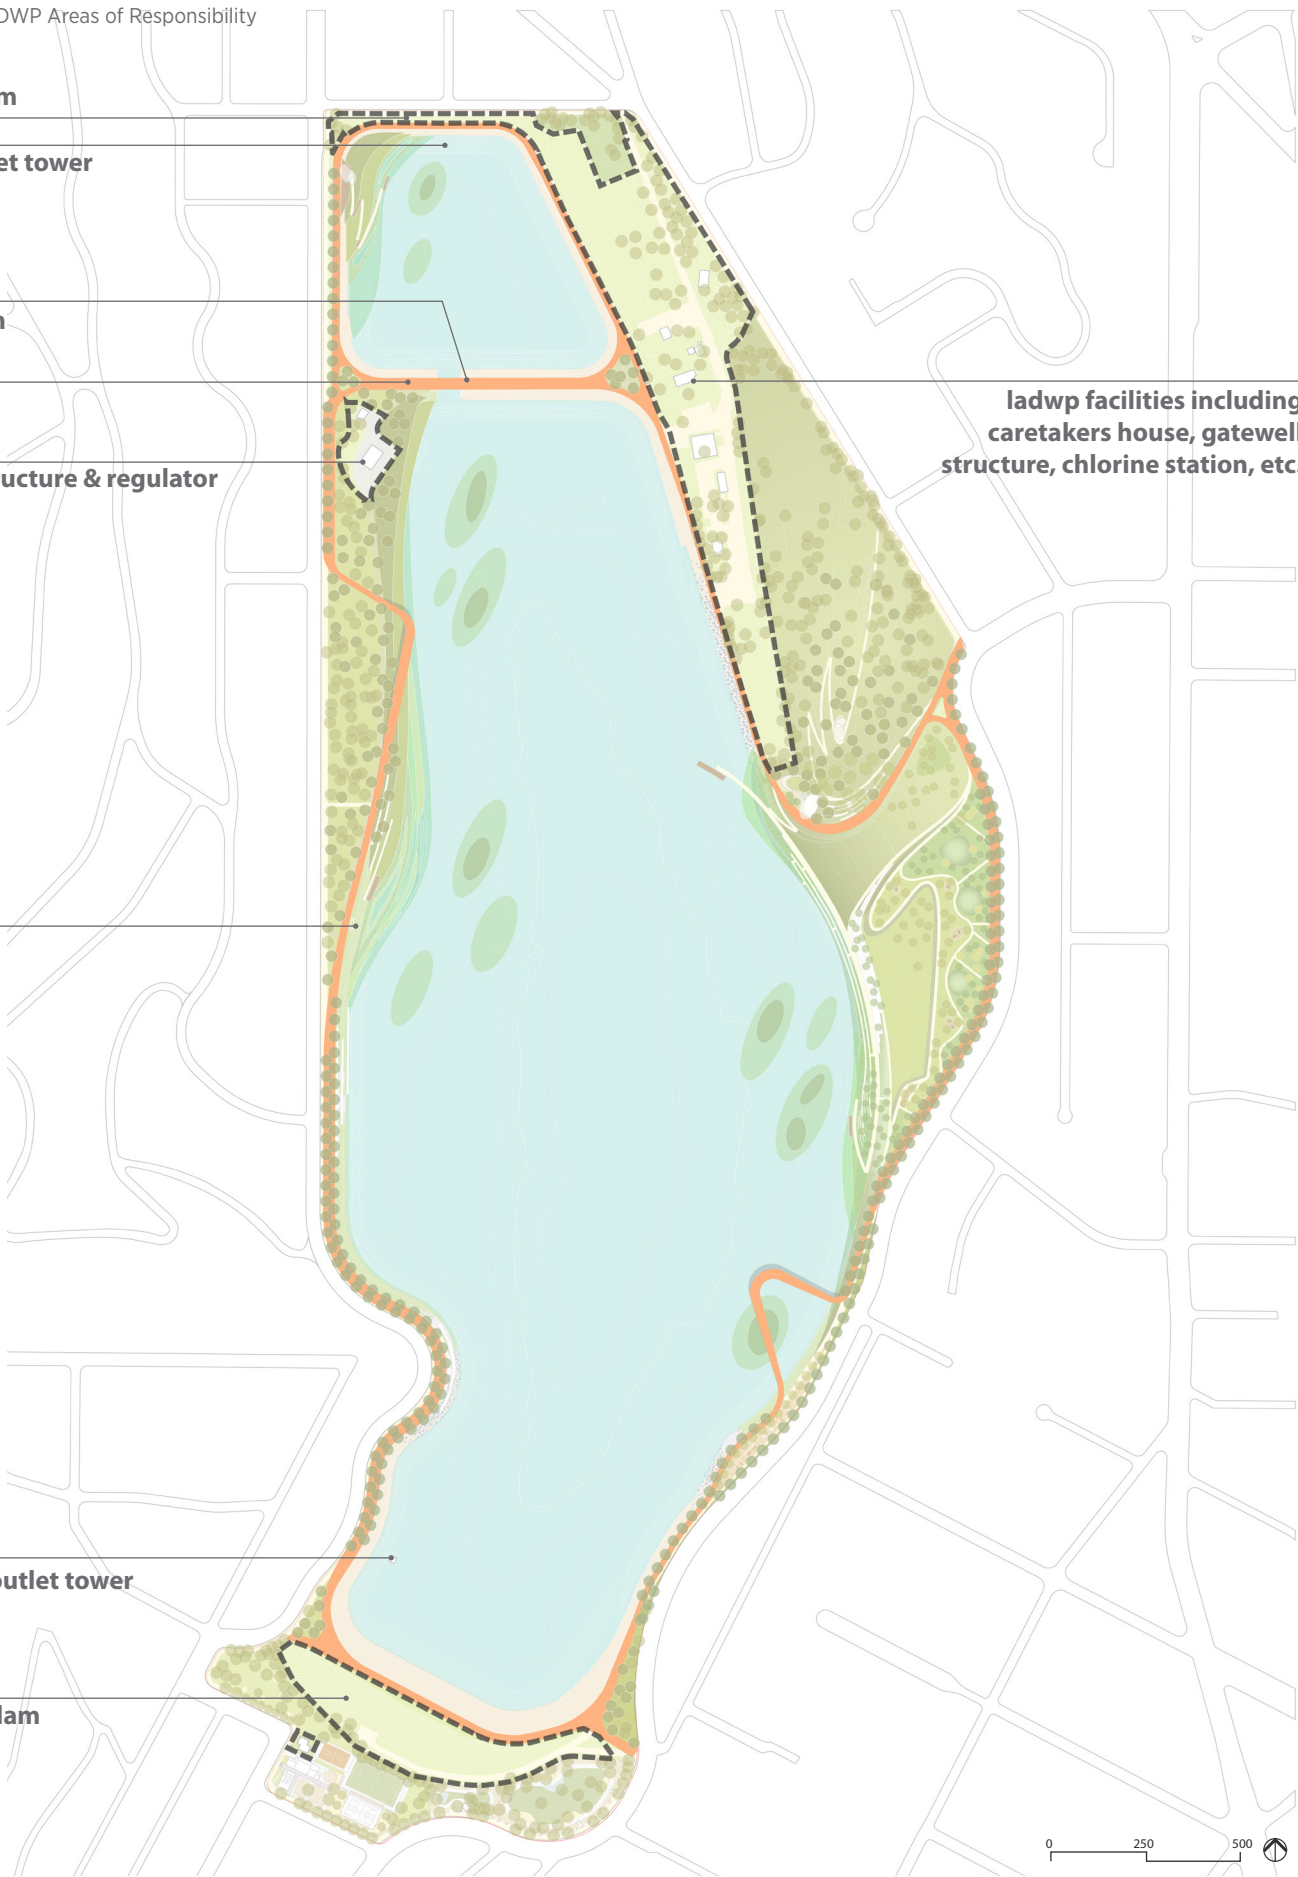 DWP Areas of Responsibility
m
et tower
ladwp facilities including
caretakers house, gatewell
structure, chlorine station, etc.
ucture & regulator
outlet tower
lam
0 250 500